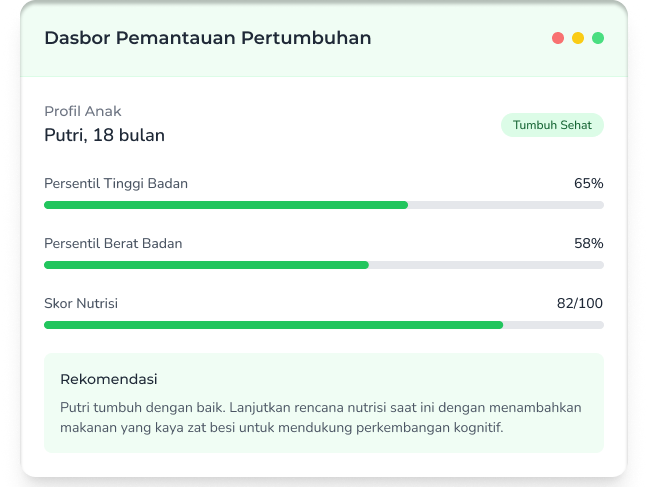 Dasbor Pemantauan Pertumbuhan
Profil Anak
Putri, 18 bulan
Tumbuh Sehat
Persentil Tinggi Badan 65%
Persentil Berat Badan 58%
Skor Nutrisi 82/100
Rekomendasi
Putri tumbuh dengan baik. Lanjutkan rencana nutrisi saat ini dengan menambahkan
makanan yang kaya zat besi untuk mendukung perkembangan kognitif.